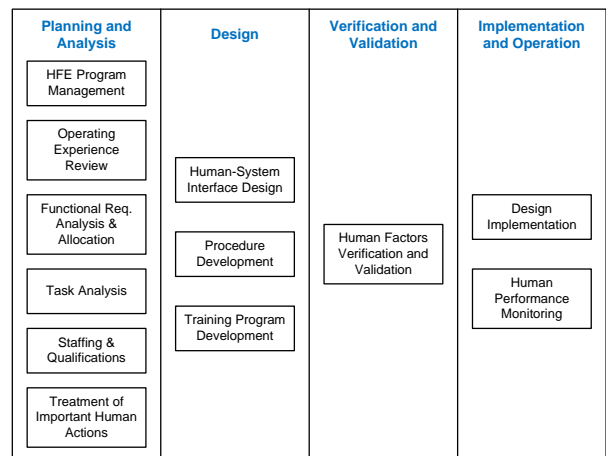 Planning and
Analysis
HFE Program
Management
Operating
Experience
Review
Functional Req.
Analysis &
Allocation
Task Analysis
Staffing &
Qualifications
Treatment of
Important Human
Actions
Design
Human-System
Interface Design
Procedure
Development
Training Program
Development
Verification and
Validation
Human Factors
Verification and
Validation
Implementation
and Operation
Design
Implementation
Human
Performance
Monitoring